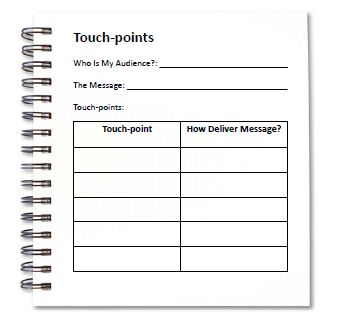 Touch-points
Who Is My Audience?:
The Message:
Touch-points:
Touch-point How Deliver Message?